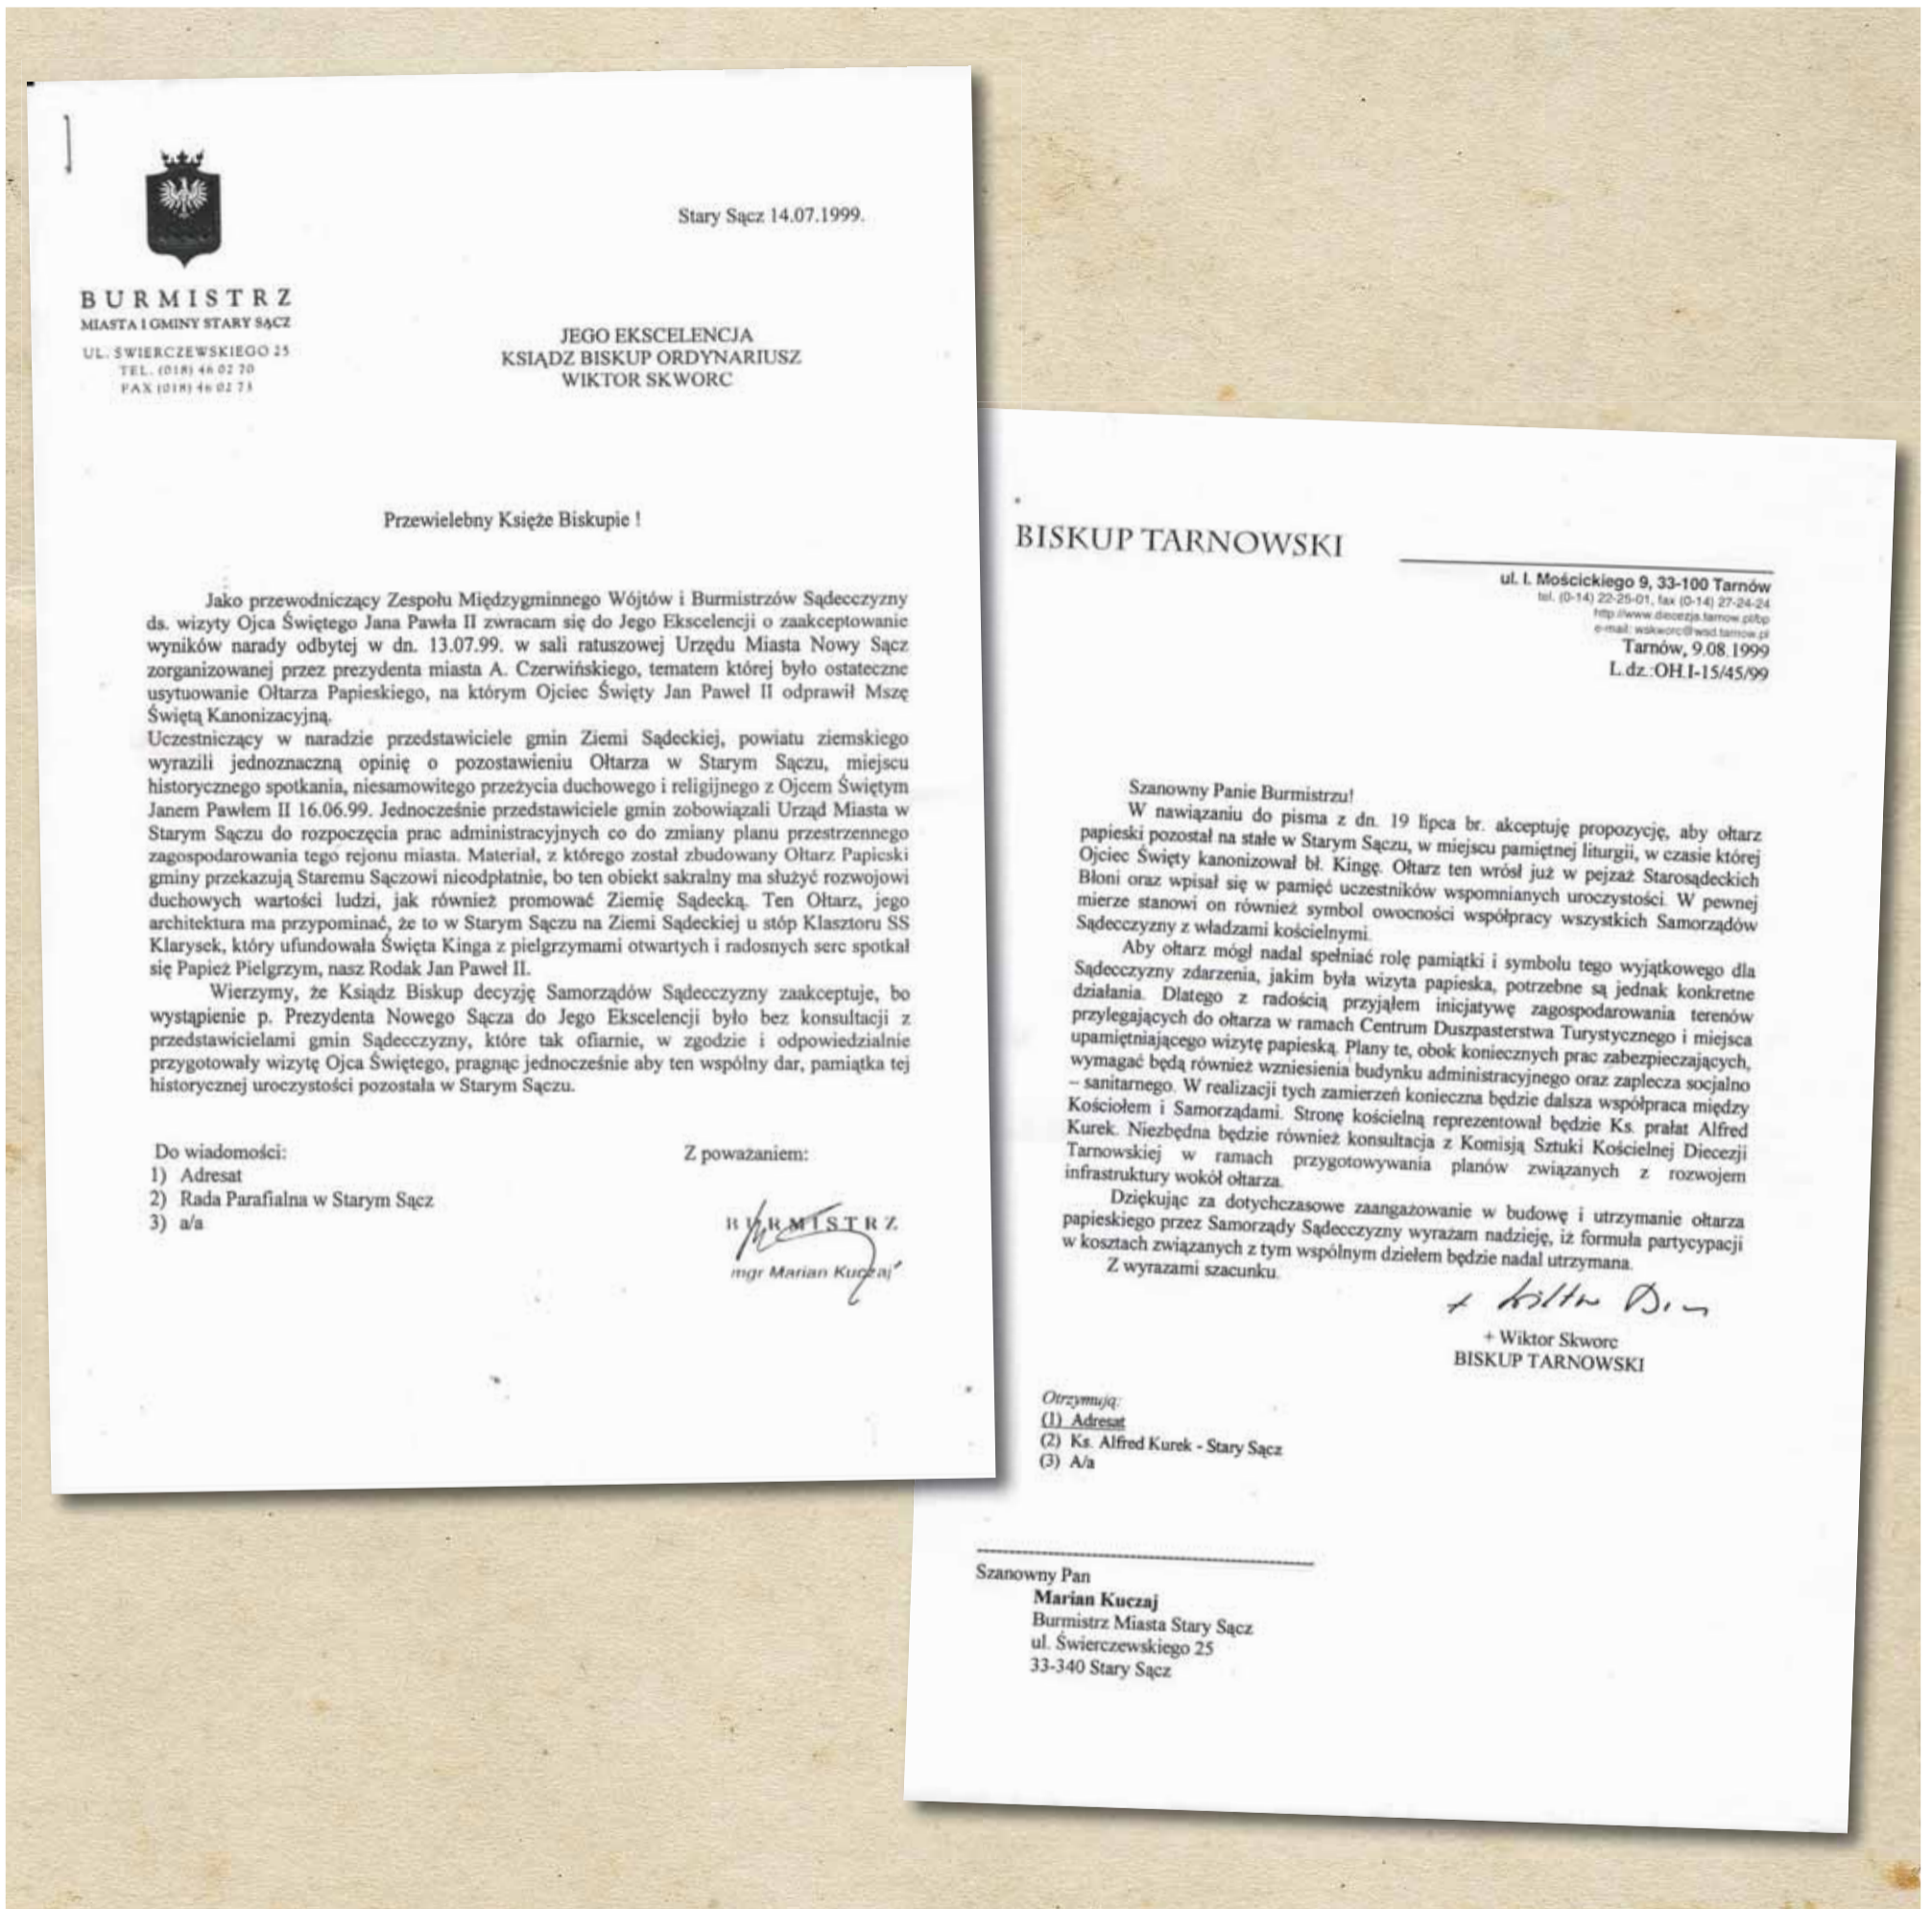 BURMISTRZ
MIASTA I GMINY STARY SĄCZ
UL. ŚWIERCZEWSKIEGO 25
TEL. (018) 46 02 70
FAX (018) 46 02 73
Stary Sącz 14.07.1999.
JEGO EKSCELENCJA
KSIĄDZ BISKUP ORDYNARIUSZ
WIKTOR SKWORC
Przewielebny Księże Biskupie !
Jako przewodniczący Zespołu Międzygminnego Wójtów i Burmistrzów Sądecczyzny
ds. wizyty Ojca Świętego Jana Pawła II zwracam się do Jego Ekscelencji o zaakceptowanie
wyników narady odbytej w dn. 13.07.99. w sali ratuszowej Urzędu Miasta Nowy Sącz
zorganizowanej przez prezydenta miasta A. Czerwińskiego, tematem której było ostateczne
usytuowanie Ołtarza Papieskiego, na którym Ojciec Święty Jan Paweł II odprawił Mszę
Świętą Kanonizacyjną.
Uczestniczący w naradzie przedstawiciele gmin Ziemi Sądeckiej, powiatu ziemskiego
wyrazili jednoznaczną opinię o pozostawieniu Ołtarza w Starym Sączu, miejscu
historycznego spotkania, niesamowitego przeżycia duchowego i religijnego z Ojcem Świętym
Janem Pawłem II 16.06.99. Jednocześnie przedstawiciele gmin zobowiązali Urząd Miasta w
Starym Sączu do rozpoczęcia prac administracyjnych co do zmiany planu przestrzennego
zagospodarowania tego rejonu miasta. Materiał, z którego został zbudowany Ołtarz Papieski
gminy przekazują Staremu Sączowi nieodpłatnie, bo ten obiekt sakralny ma służyć rozwojowi
duchowych wartości ludzi, jak również promować Ziemię Sądecką. Ten Ołtarz, jego
architektura ma przypominać, że to w Starym Sączu na Ziemi Sądeckiej u stóp Klasztoru SS
Klarysek, który ufundowała Święta Kinga z pielgrzymami otwartych i radosnych serc spotkał
się Papież Pielgrzym, nasz Rodak Jan Paweł II.
Wierzymy, że Ksiądz Biskup decyzję Samorządów Sądecczyzny zaakceptuje, bo
wystąpienie p. Prezydenta Nowego Sącza do Jego Ekscelencji było bez konsultacji z
przedstawicielami gmin Sądecczyzny, które tak ofiarnie, w zgodzie i odpowiedzialnie
przygotowały wizytę Ojca Świętego, pragnąc jednocześnie aby ten wspólny dar, pamiątka tej
historycznej uroczystości pozostała w Starym Sączu.
Do wiadomości:
1) Adresat
2) Rada Parafialna w Starym Sącz
3) a/a
Z poważaniem:
BURMISTRZ
mgr Marian Kuczaj
BISKUP TARNOWSKI
ul. I. Mościckiego 9, 33-100 Tarnów
tel. (0-14) 22-25-01, fax (0-14) 27-24-24
http://www.diecezja.tarnow.pl/bp
e-mail: wskworc@wsd.tarnow.pl
Tarnów, 9.08.1999
L.dz.:OH.I-15/45/99
Szanowny Panie Burmistrzu!
W nawiązaniu do pisma z dn. 19 lipca br. akceptuję propozycję, aby ołtarz
papieski pozostał na stałe w Starym Sączu, w miejscu pamiętnej liturgii, w czasie której
Ojciec Święty kanonizował bł. Kingę. Ołtarz ten wrósł już w pejzaż Starosądeckich
Błoni oraz wpisał się w pamięć uczestników wspomnianych uroczystości. W pewnej
mierze stanowi on również symbol owocności współpracy wszystkich Samorządów
Sądecczyzny z władzami kościelnymi.
Aby ołtarz mógł nadal spełniać rolę pamiątki i symbolu tego wyjątkowego dla
Sądecczyzny zdarzenia, jakim była wizyta papieska, potrzebne są jednak konkretne
działania. Dlatego z radością przyjąłem inicjatywę zagospodarowania terenów
przylegających do ołtarza w ramach Centrum Duszpasterstwa Turystycznego i miejsca
upamiętniającego wizytę papieską. Plany te, obok koniecznych prac zabezpieczających,
wymagać będą również wzniesienia budynku administracyjnego oraz zaplecza socjalno
– sanitarnego. W realizacji tych zamierzeń konieczna będzie dalsza współpraca między
Kościołem i Samorządami. Stronę kościelną reprezentował będzie Ks. prałat Alfred
Kurek. Niezbędna będzie również konsultacja z Komisją Sztuki Kościelnej Diecezji
Tarnowskiej w ramach przygotowywania planów związanych z rozwojem
infrastruktury wokół ołtarza.
Dziękując za dotychczasowe zaangażowanie w budowę i utrzymanie ołtarza
papieskiego przez Samorządy Sądecczyzny wyrażam nadzieję, iż formuła partycypacji
w kosztach związanych z tym wspólnym dziełem będzie nadal utrzymana.
Z wyrazami szacunku.
+ Wiktor Skworc
BISKUP TARNOWSKI
Otrzymują:
(1) Adresat
(2) Ks. Alfred Kurek - Stary Sącz
(3) A/a
Szanowny Pan
Marian Kuczaj
Burmistrz Miasta Stary Sącz
ul. Świerczewskiego 25
33-340 Stary Sącz